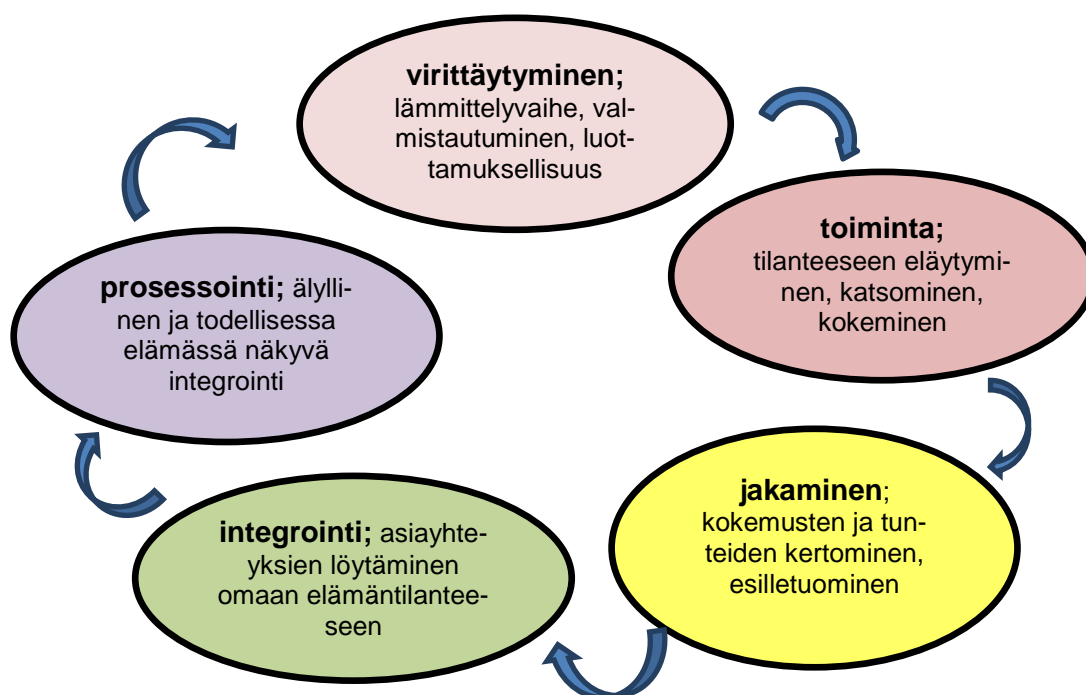 virittäytyminen;
lämmittelyvaihe, val-
mistautuminen, luot-
tamuksellisuus
toiminta;
tilanteeseen eläytymi-
nen, katsominen,
kokeminen
jakaminen;
kokemusten ja tun-
teiden kertominen,
esilletuominen
integrointi; asiayhte-
yksien löytäminen
omaan elämäntilantee-
seen
prosessointi; älylli-
nen ja todellisessa
elämässä näkyvä
integrointi